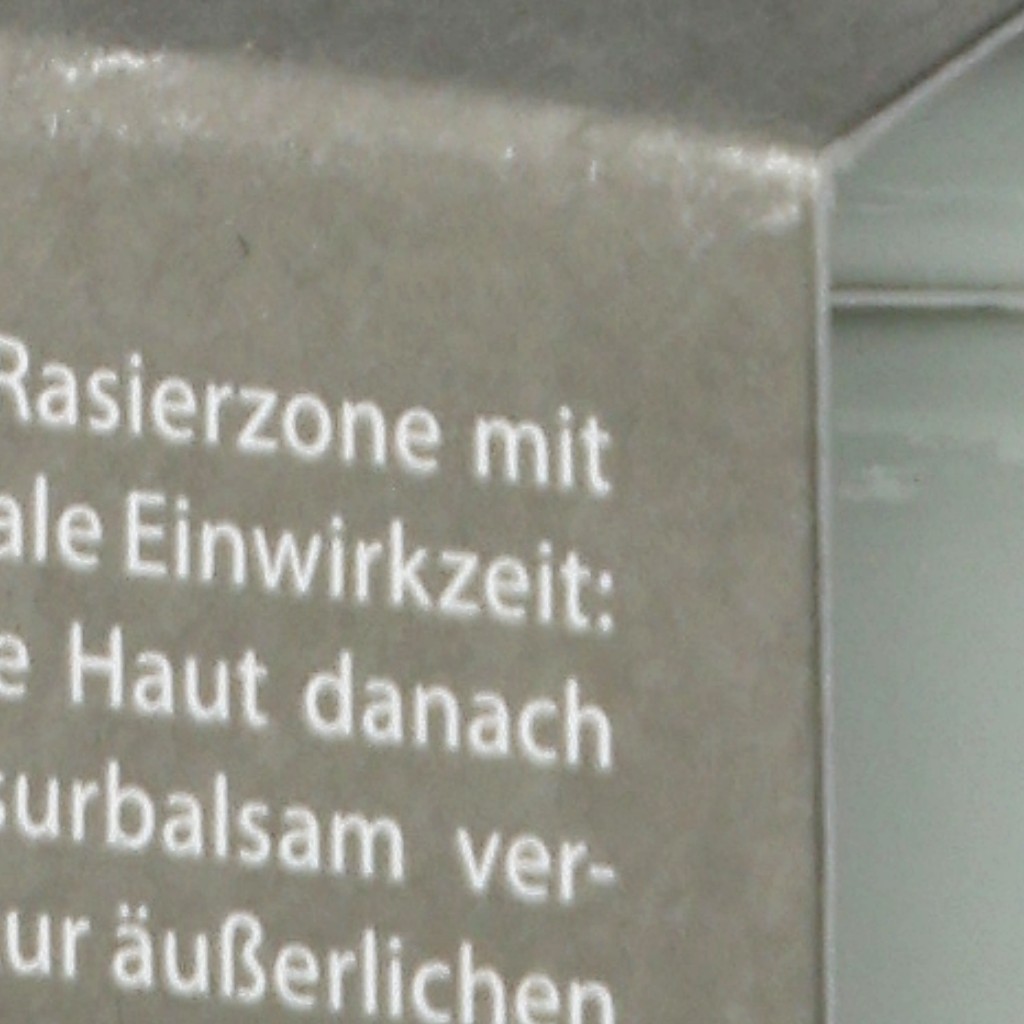 Rasierzone mit
ale Einwirkzeit:
e Haut danach
surbalsam ver-
ur äußerlichen